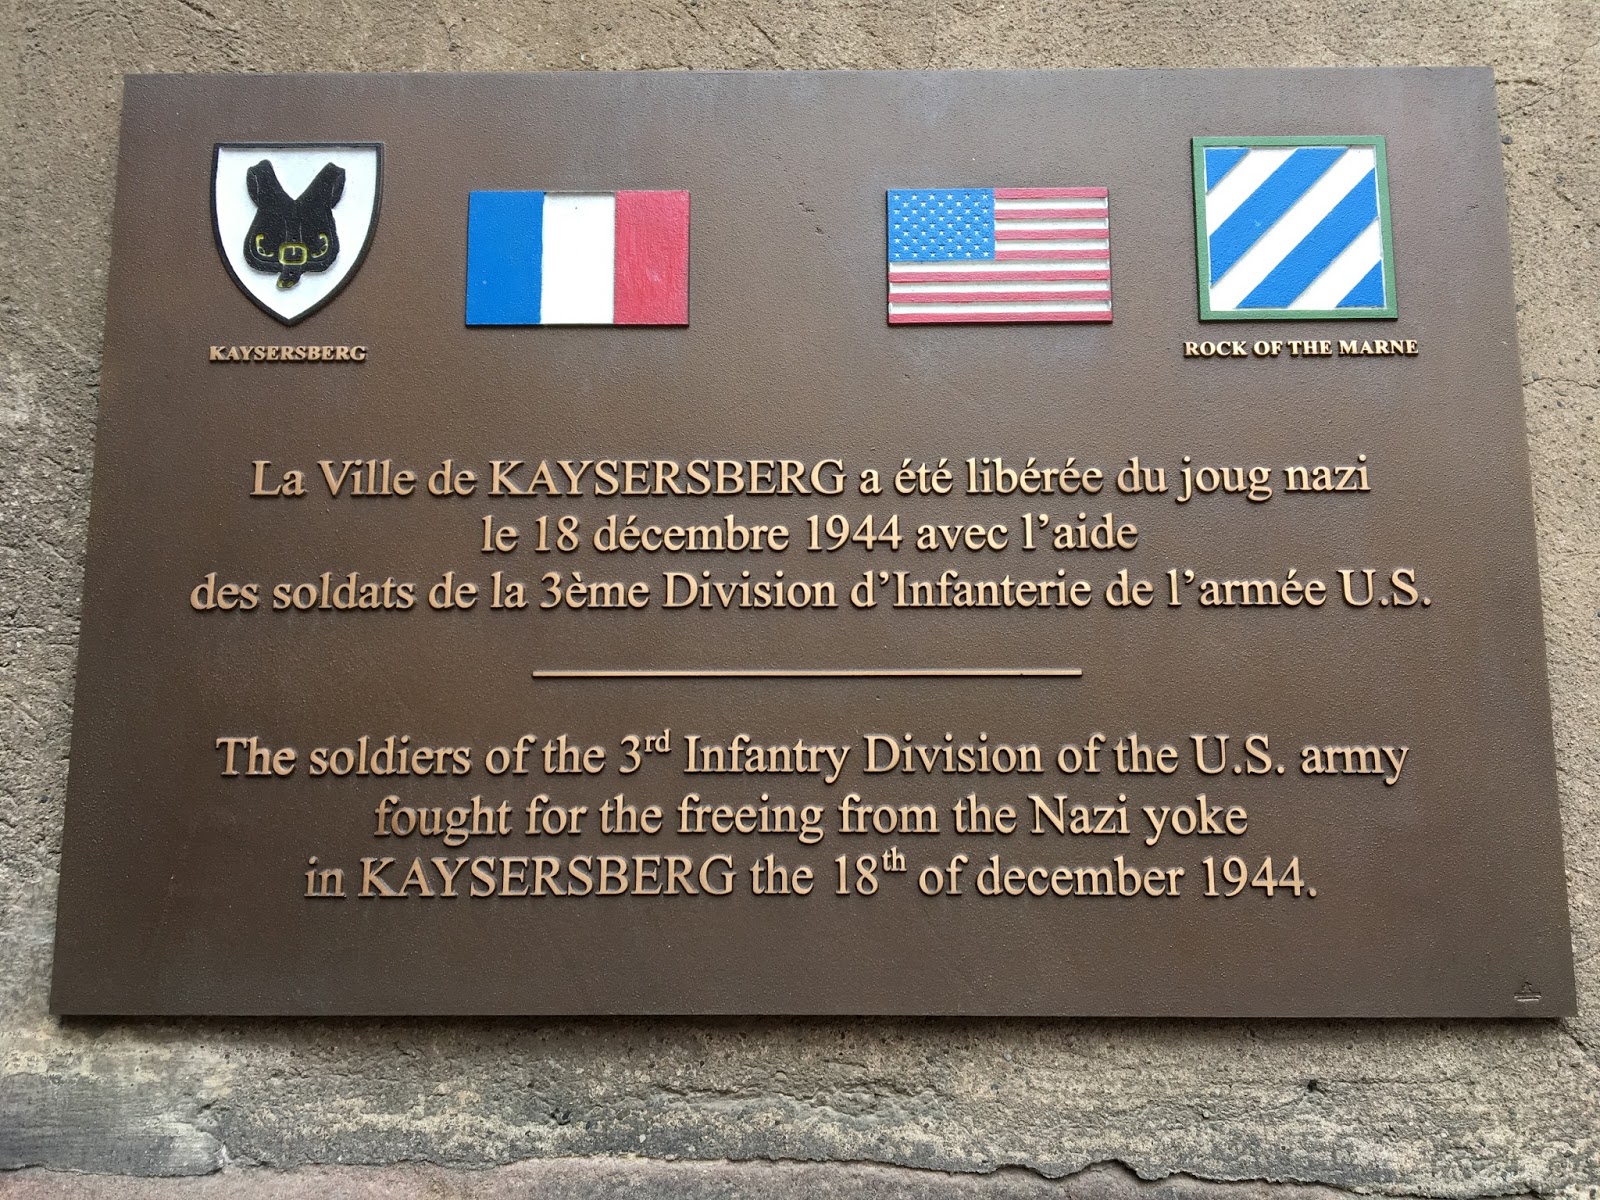 KAYSERSBERG
ROCK OF THE MARNE
La Ville de KAYSERSBERG a été libérée du joug nazi
le 18 décembre 1944 avec l'aide
des soldats de la 3ème Division d'Infanterie de l'armée U.S.
The soldiers of the 3rd Infantry Division of the U.S. army
fought for the freeing from the Nazi yoke
in KAYSERSBERG the 18th of december 1944.